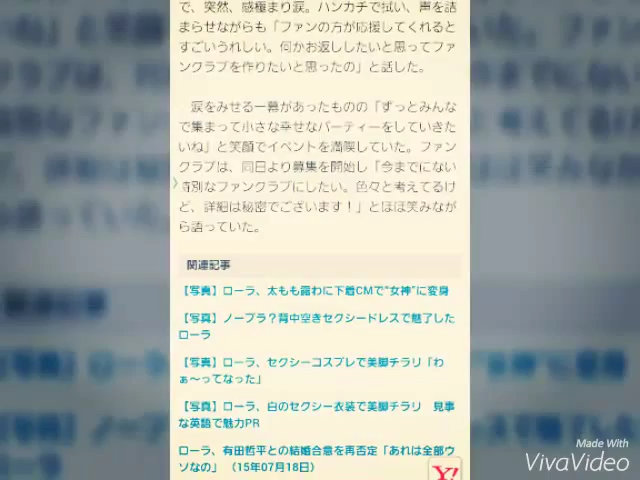 で、突然、感極まり涙。ハンカチで拭い、声を詰
まらせながらも「ファンの方が応援してくれると
すごいうれしい。何かお返ししたいと思ってファ
ンクラブを作りたいと思ったの」と話した。
涙をみせる一幕があったものの「ずっとみんな
で集まって小さな幸せなパーティーをしていきた
いね」と笑顔でイベントを満喫していた。ファン
クラブは、同日より募集を開始し「今までにない
特別なファンクラブにしたい。色々と考えてるけ
ど、詳細は秘密でございます！」とほほ笑みなが
ら語っていた。
関連記事
【写真】ローラ、太もも露わに下着CMで“女神”に変身
【写真】ノーブラ？背中空きセクシードレスで魅了した
ローラ
【写真】ローラ、セクシーコスプレで美脚チラリ「わ
ぁ〜ってなった」
【写真】ローラ、白のセクシー衣装で美脚チラリ　見事
な英語で魅力PR
ローラ、有田哲平との結婚合意を再否定「あれは全部ウ
ソなの」（15年07月18日）
Y!
Made With
VivaVideo